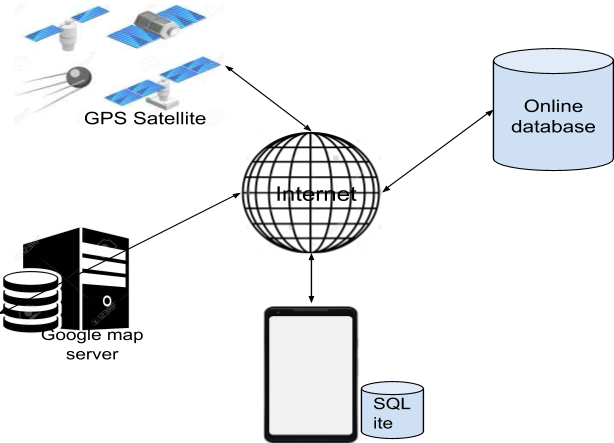 GPS Satellite
Online
database
Internet
Google map
server
SQL
ite